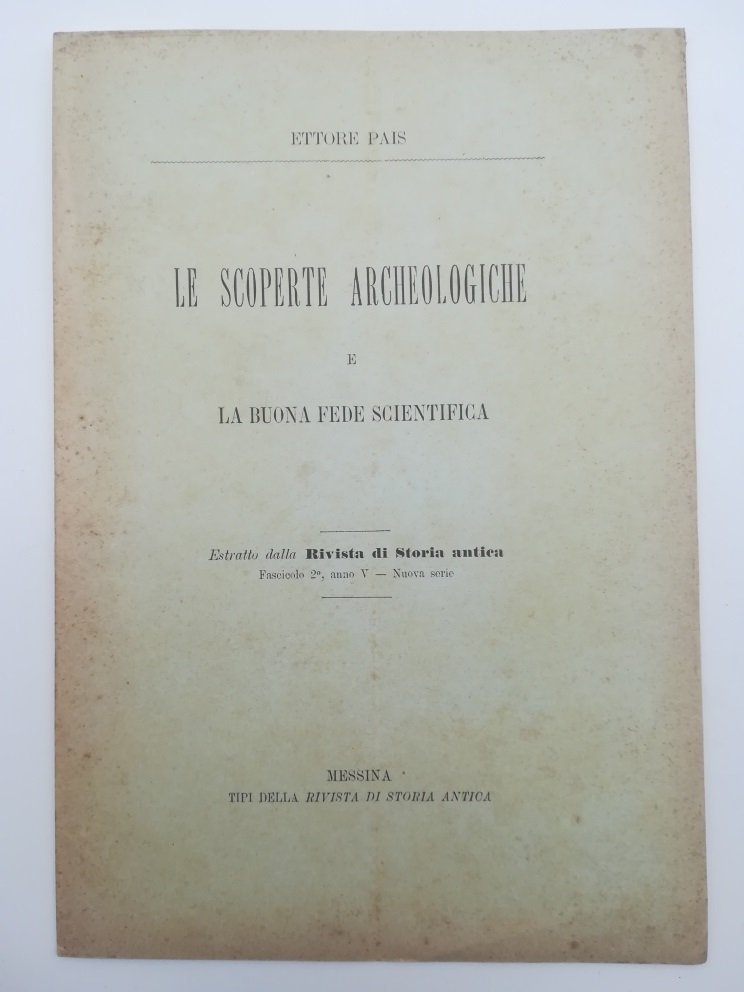 ETTORE PAIS
LE SCOPERTE ARCHEOLOGICHE
E
LA BUONA FEDE SCIENTIFICA
Estratto dalla Rivista di Storia antica
Fascicolo 2º, anno V — Nuova serie
MESSINA
TIPI DELLA RIVISTA DI STORIA ANTICA